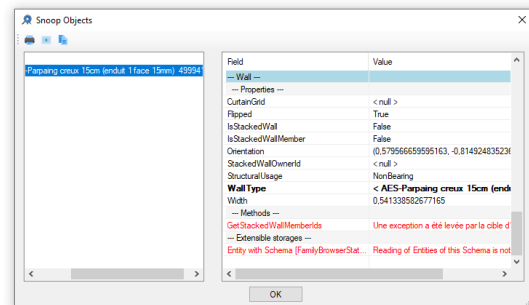 Snoop Objects
-Parpaing creux 15cm (enduit 1 face 15mm) 49994
Field Value
--- Wall ---
--- Properties ---
CurtainGrid < null >
Flipped True
IsStackedWall False
IsStackedWallMember False
Orientation (0,579566659595163, -0,81492483523
StackedWallOwnerId < null >
StructuralUsage NonBearing
WallType < AES-Parpaing creux 15cm (end
Width 0,541338582677165
--- Methods ---
GetStackedWallMemberIds Une exception a été levée par la cible d'
--- Extensible storages ---
Entity with Schema [FamilyBrowserStat... Reading of Entities of this Schema is not
OK